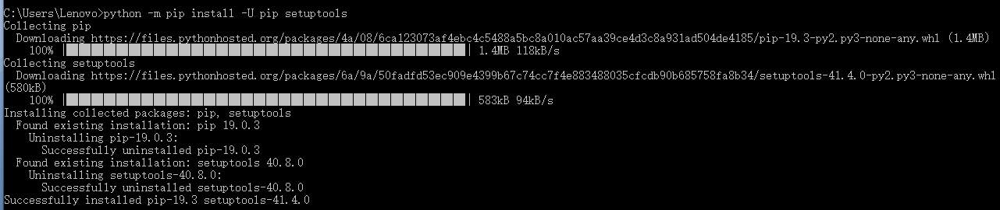 C:\Users\Lenovo>python -m pip install -U pip setuptools
Collecting pip
  Downloading https://files.pythonhosted.org/packages/4a/08/6ca123073af4ebc4c5488a5bc8a010ac57aa39ce4d3c8a931ad504de4185/pip-19.3-py2.py3-none-any.whl (1.4MB)
    100% |████████████████████████████████| 1.4MB 118kB/s
Collecting setuptools
  Downloading https://files.pythonhosted.org/packages/6a/9a/50fadfd53ec909e4399b67c74cc7f4e883488035cfcdb90b685758fa8b34/setuptools-41.4.0-py2.py3-none-any.whl
(580kB)
    100% |████████████████████████████████| 583kB 94kB/s
Installing collected packages: pip, setuptools
  Found existing installation: pip 19.0.3
    Uninstalling pip-19.0.3:
      Successfully uninstalled pip-19.0.3
  Found existing installation: setuptools 40.8.0
    Uninstalling setuptools-40.8.0:
      Successfully uninstalled setuptools-40.8.0
Successfully installed pip-19.3 setuptools-41.4.0